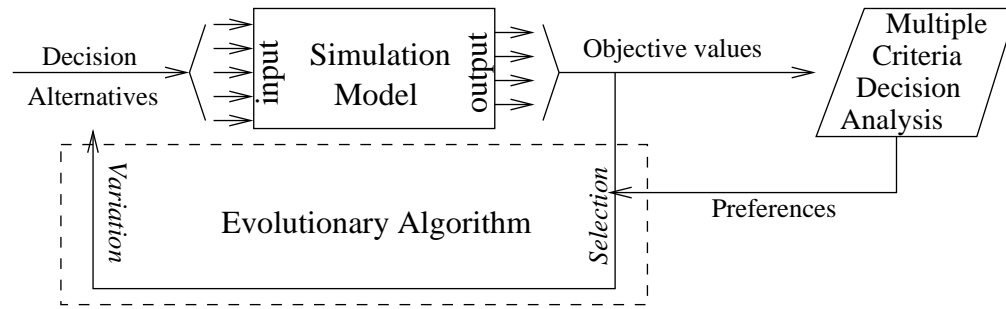 Decision
Alternatives
input
Simulation
Model
output
Objective values
Multiple
Criteria
Decision
Analysis
Variation
Evolutionary Algorithm
Selection
Preferences